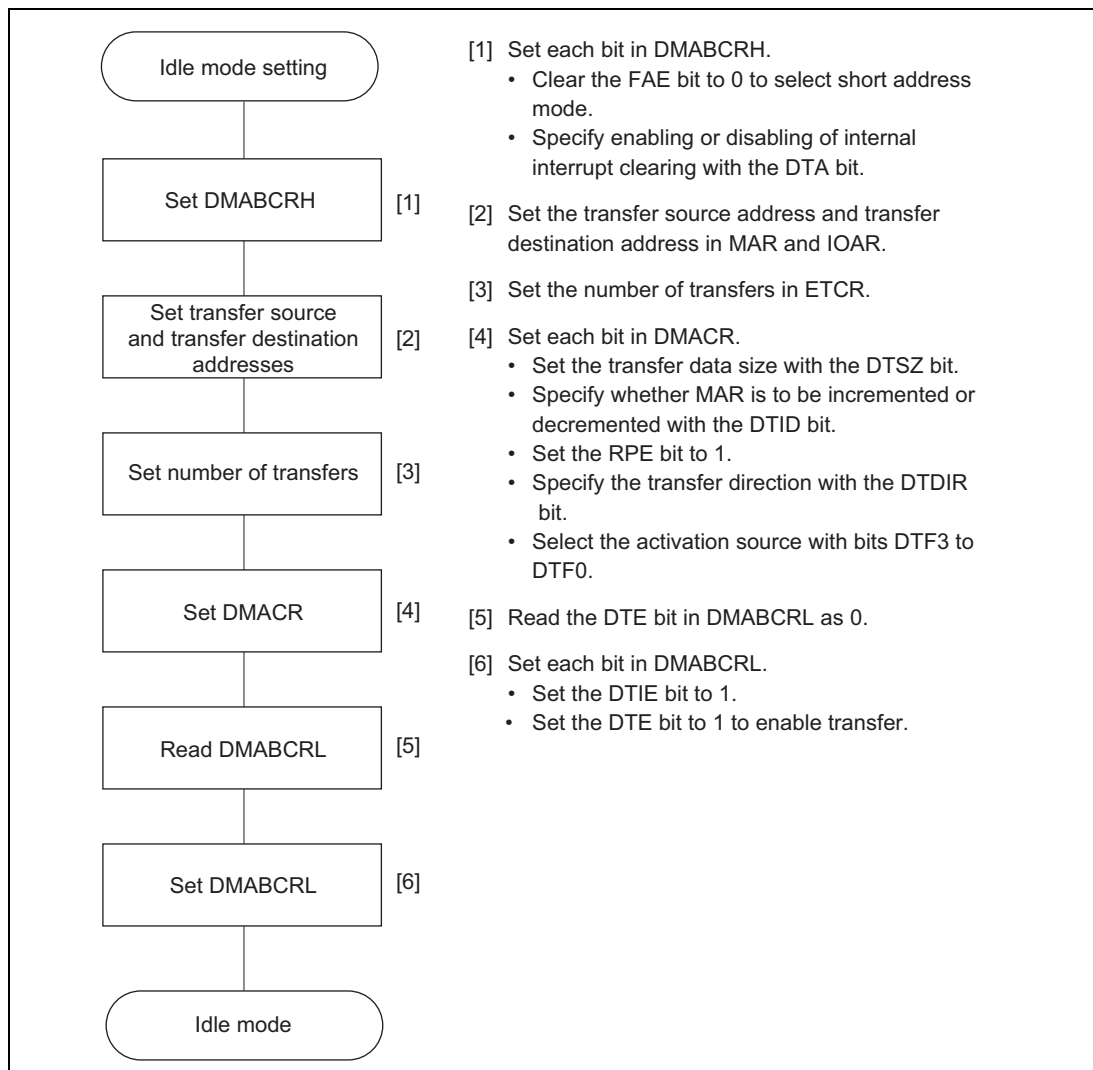 Idle mode setting
Set DMABCRH
[1]
Set transfer source
and transfer destination
addresses
[2]
Set number of transfers
[3]
Set DMACR
[4]
Read DMABCRL
[5]
Set DMABCRL
[6]
Idle mode
[1] Set each bit in DMABCRH.
• Clear the FAE bit to 0 to select short address
mode.
• Specify enabling or disabling of internal
interrupt clearing with the DTA bit.
[2] Set the transfer source address and transfer
destination address in MAR and IOAR.
[3] Set the number of transfers in ETCR.
[4] Set each bit in DMACR.
• Set the transfer data size with the DTSZ bit.
• Specify whether MAR is to be incremented or
decremented with the DTID bit.
• Set the RPE bit to 1.
• Specify the transfer direction with the DTDIR
bit.
• Select the activation source with bits DTF3 to
DTF0.
[5] Read the DTE bit in DMABCRL as 0.
[6] Set each bit in DMABCRL.
• Set the DTIE bit to 1.
• Set the DTE bit to 1 to enable transfer.